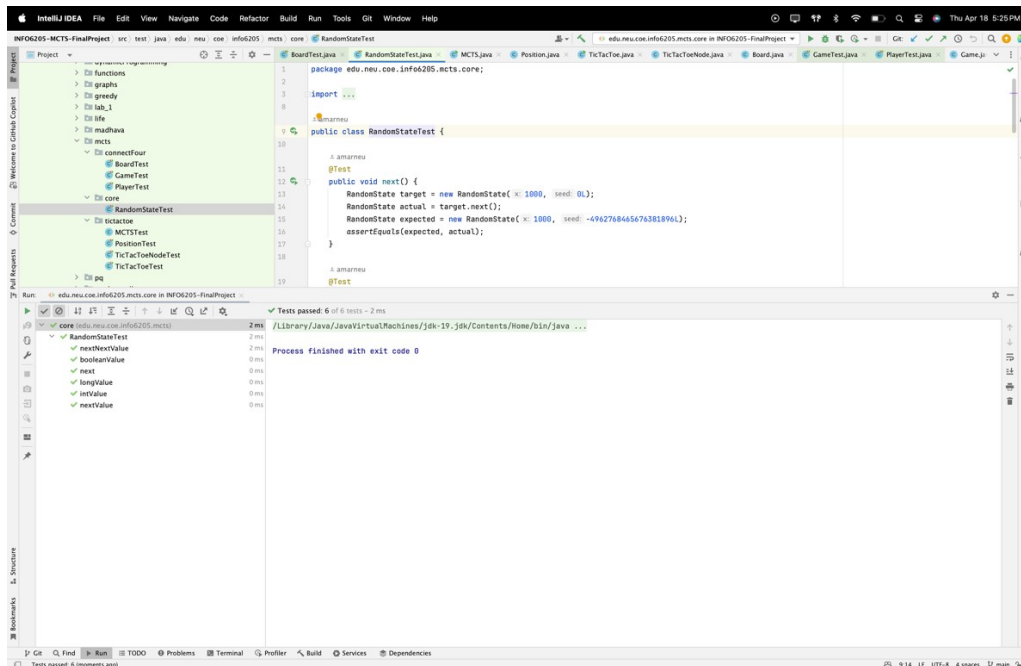 IntelliJ IDEA File Edit View Navigate Code Refactor Build Run Tools Git Window Help Thu Apr 18 5:25 PM
INFO6205-MCTS-FinalProject src test java edu neu coe info6205 mcts core RandomStateTest edu.neu.coe.info6205.mcts.core in INFO6205-FinalProject Git:
Project BoardTest.java RandomStateTest.java MCTS.java Position.java TicTacToe.java TicTacToeNode.java Board.java GameTest.java PlayerTest.java Game.ja
functions
graphs
greedy
lab_1
life
madhava
mcts
connectFour
BoardTest
GameTest
PlayerTest
core
RandomStateTest
tictactoe
MCTSTest
PositionTest
TicTacToeNodeTest
TicTacToeTest
pq
1 package edu.neu.coe.info6205.mcts.core;
2
3 import ...
8
amarneu
9 public class RandomStateTest {
10
amarneu
11 @Test
12 public void next() {
13 RandomState target = new RandomState( x: 1000, seed: 0L);
14 RandomState actual = target.next();
15 RandomState expected = new RandomState( x: 1000, seed: -4962768465676381896L);
16 assertEquals(expected, actual);
17 }
18
amarneu
19 @Test
Project
Welcome to GitHub Copilot
Commit
Pull Requests
Structure
Bookmarks
Run: edu.neu.coe.info6205.mcts.core in INFO6205-FinalProject
Tests passed: 6 of 6 tests – 2 ms
core (edu.neu.coe.info6205.mcts) 2 ms
RandomStateTest 2 ms
nextNextValue 2 ms
booleanValue 0 ms
next 0 ms
longValue 0 ms
intValue 0 ms
nextValue 0 ms
/Library/Java/JavaVirtualMachines/jdk-19.jdk/Contents/Home/bin/java ...
Process finished with exit code 0
Git Find Run TODO Problems Terminal Profiler Build Services Dependencies
Tests passed: 6 (moments ago) 9:14 LF UTF-8 4 spaces main